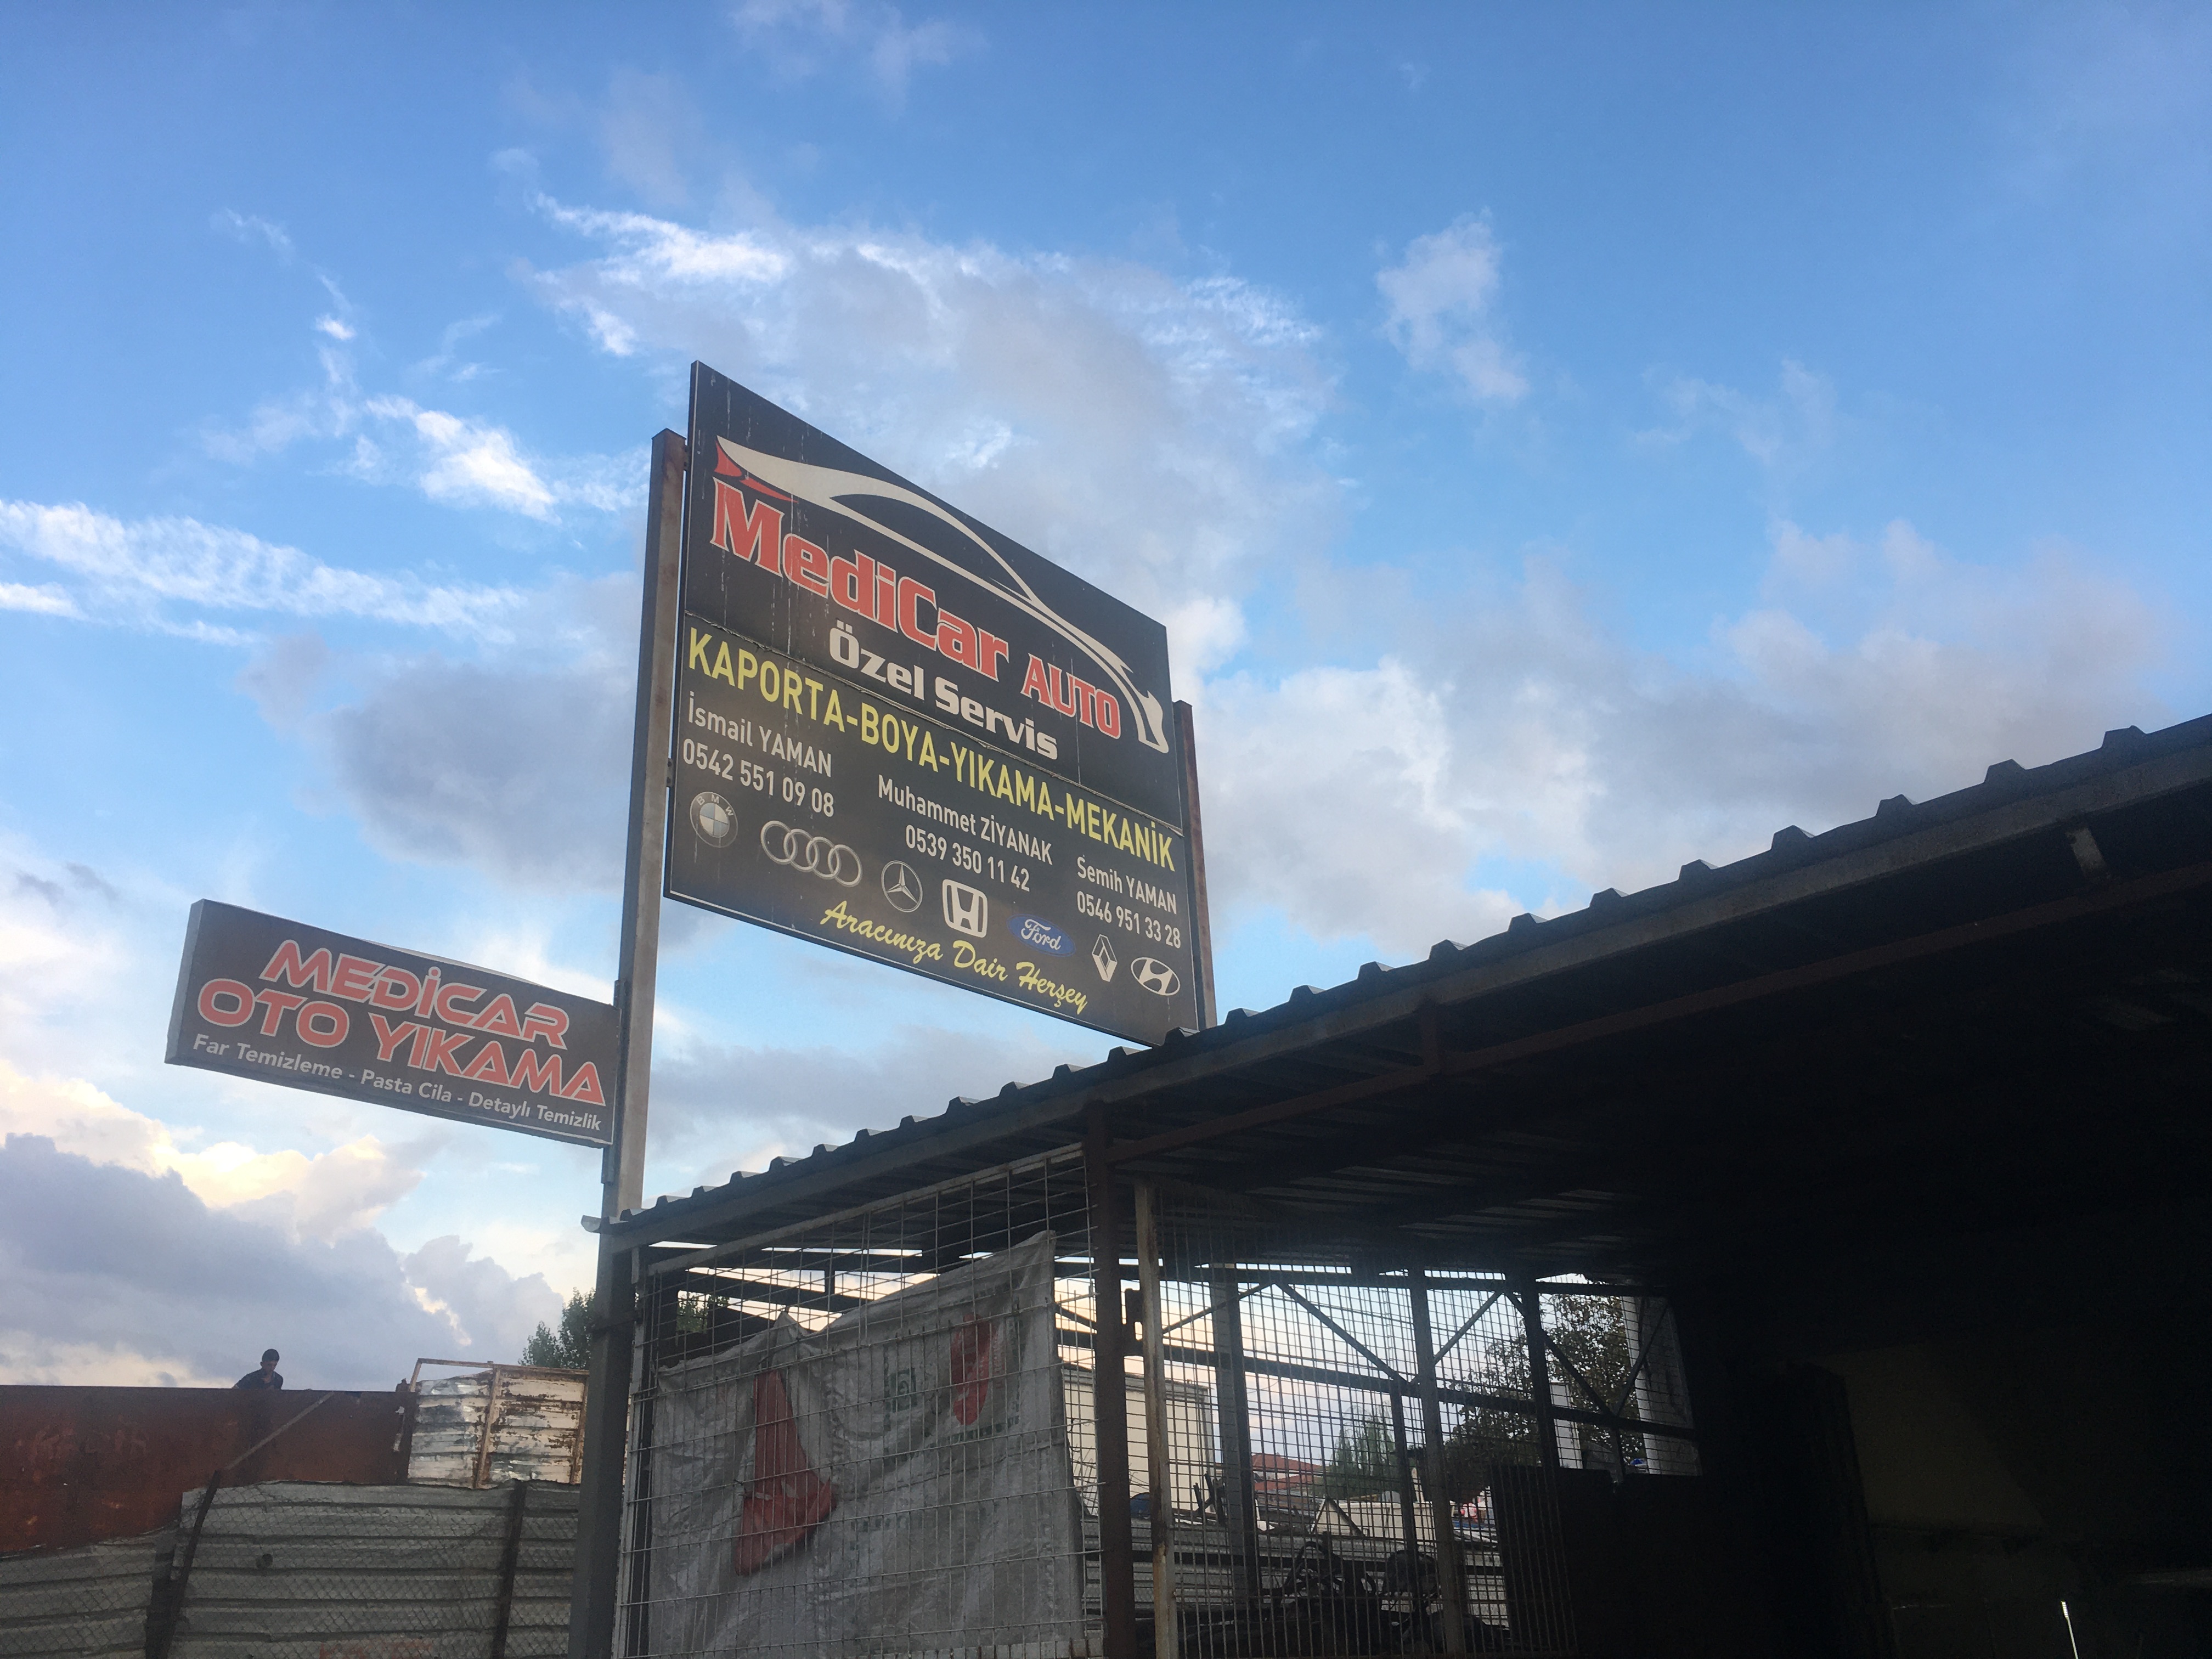 MediCar AUTO
Özel Servis
KAPORTA-BOYA-YIKAMA-MEKANİK
İsmail YAMAN
0542 551 09 08
Muhammet ZİYANAK
0539 350 11 42
Semih YAMAN
0546 951 33 28
BMW
Ford
Aracınıza Dair Herşey
MEDİCAR
OTO YIKAMA
Far Temizleme - Pasta Cila - Detaylı Temizlik